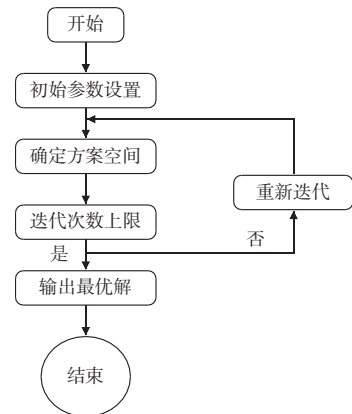 开始
初始参数设置
确定方案空间
重新迭代
迭代次数上限
是
否
输出最优解
结束